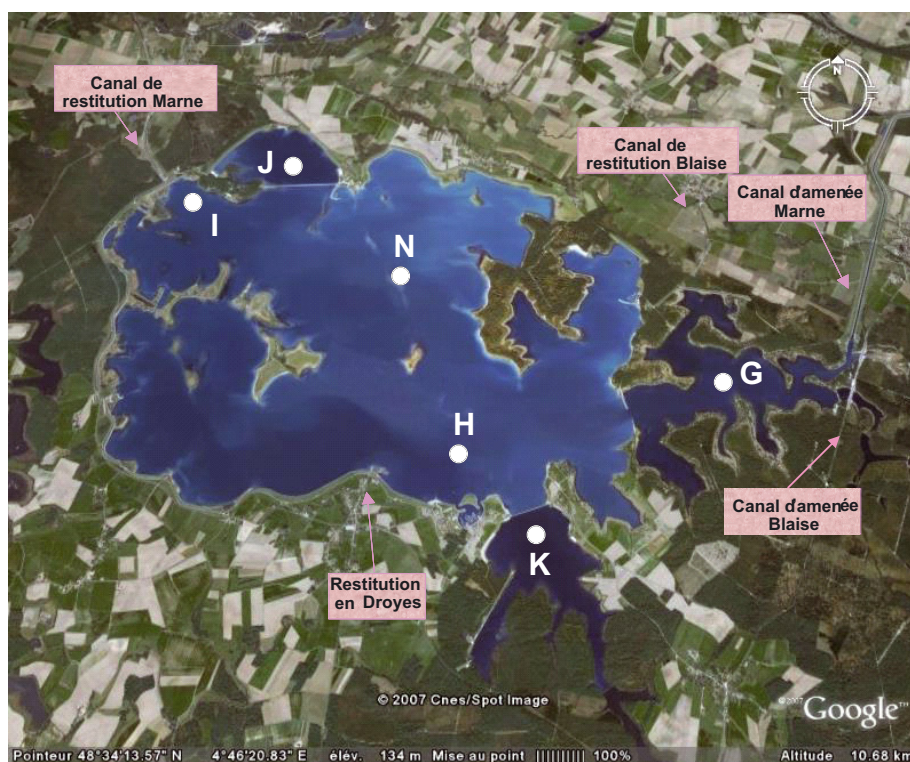 Canal de
restitution Marne
N
Canal de
restitution Blaise
J
Canal d'amenée
Marne
I
N
G
H
Canal d'amenée
Blaise
K
Restitution
en Droyes
© 2007 Cnes/Spot Image
©2007 Google™
Pointeur 48°34'13.57" N 4°46'20.83" E élév. 134 m Mise au point ||||||||| 100% Altitude 10.68 km